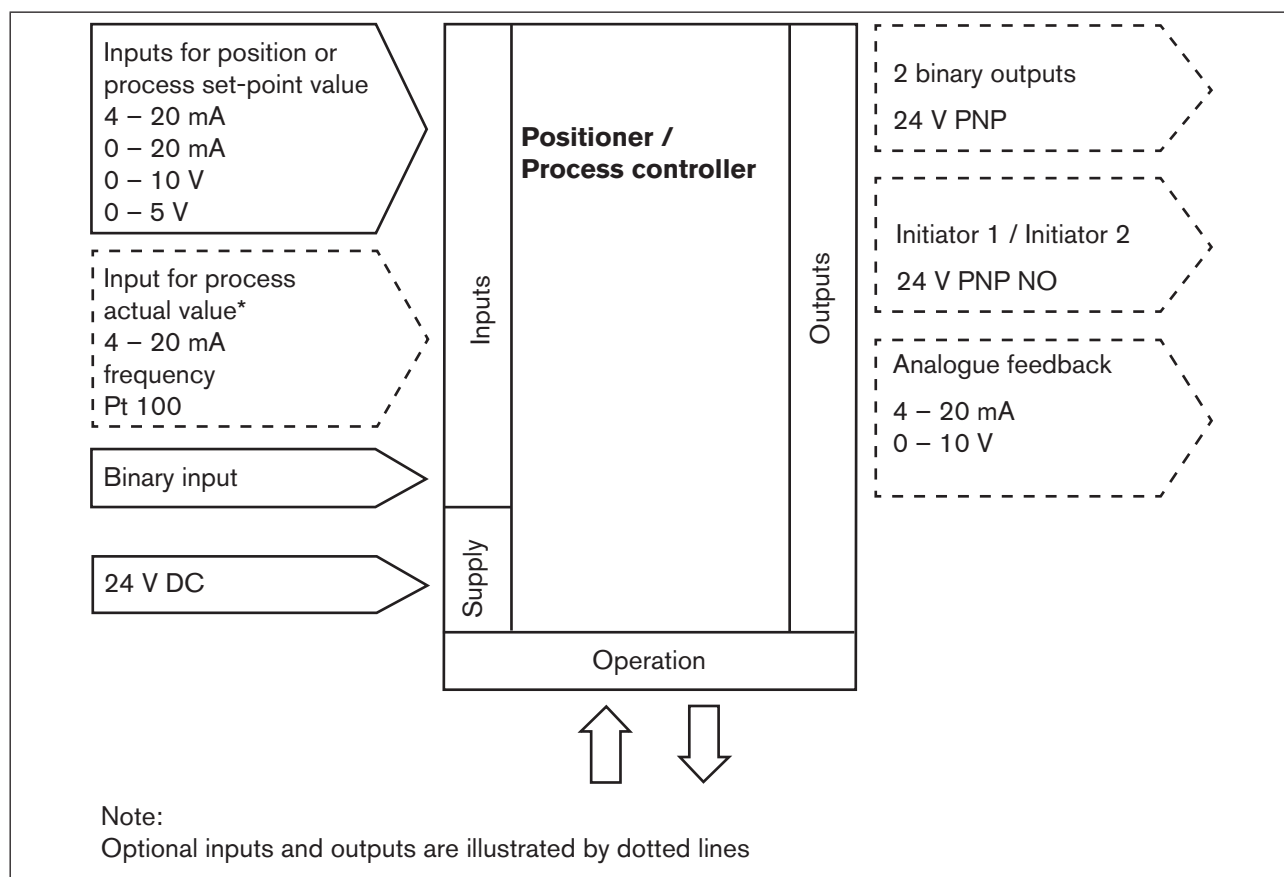 Inputs for position or
process set-point value
4 – 20 mA
0 – 20 mA
0 – 10 V
0 – 5 V
Input for process
actual value*
4 – 20 mA
frequency
Pt 100
Binary input
24 V DC
Inputs
Supply
Positioner /
Process controller
Outputs
Operation
2 binary outputs
24 V PNP
Initiator 1 / Initiator 2
24 V PNP NO
Analogue feedback
4 – 20 mA
0 – 10 V
Note:
Optional inputs and outputs are illustrated by dotted lines